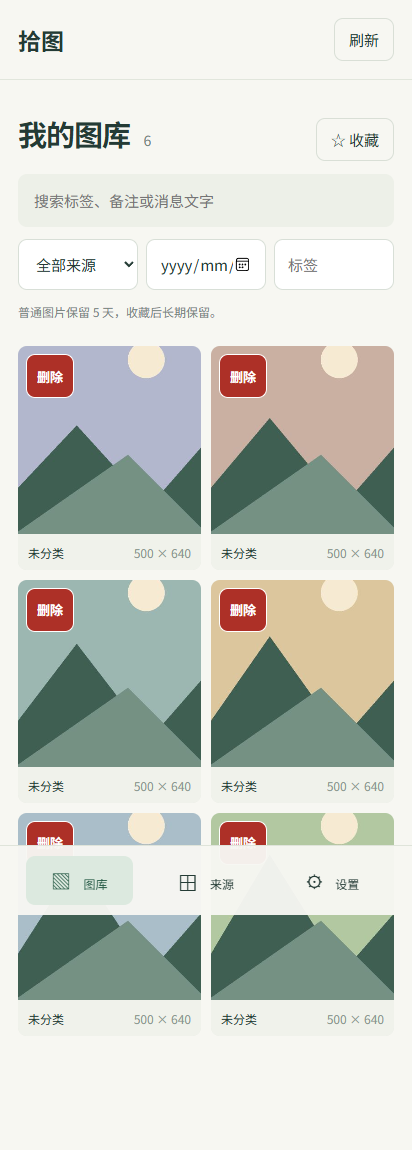 拾图
刷新
我的图库 6
☆ 收藏
搜索标签、备注或消息文字
全部来源
yyyy/mm/
标签
普通图片保留 5 天，收藏后长期保留。
删除
删除
未分类 500 × 640
未分类 500 × 640
删除
删除
未分类 500 × 640
未分类 500 × 640
删除
删除
图库
来源
设置
未分类 500 × 640
未分类 500 × 640